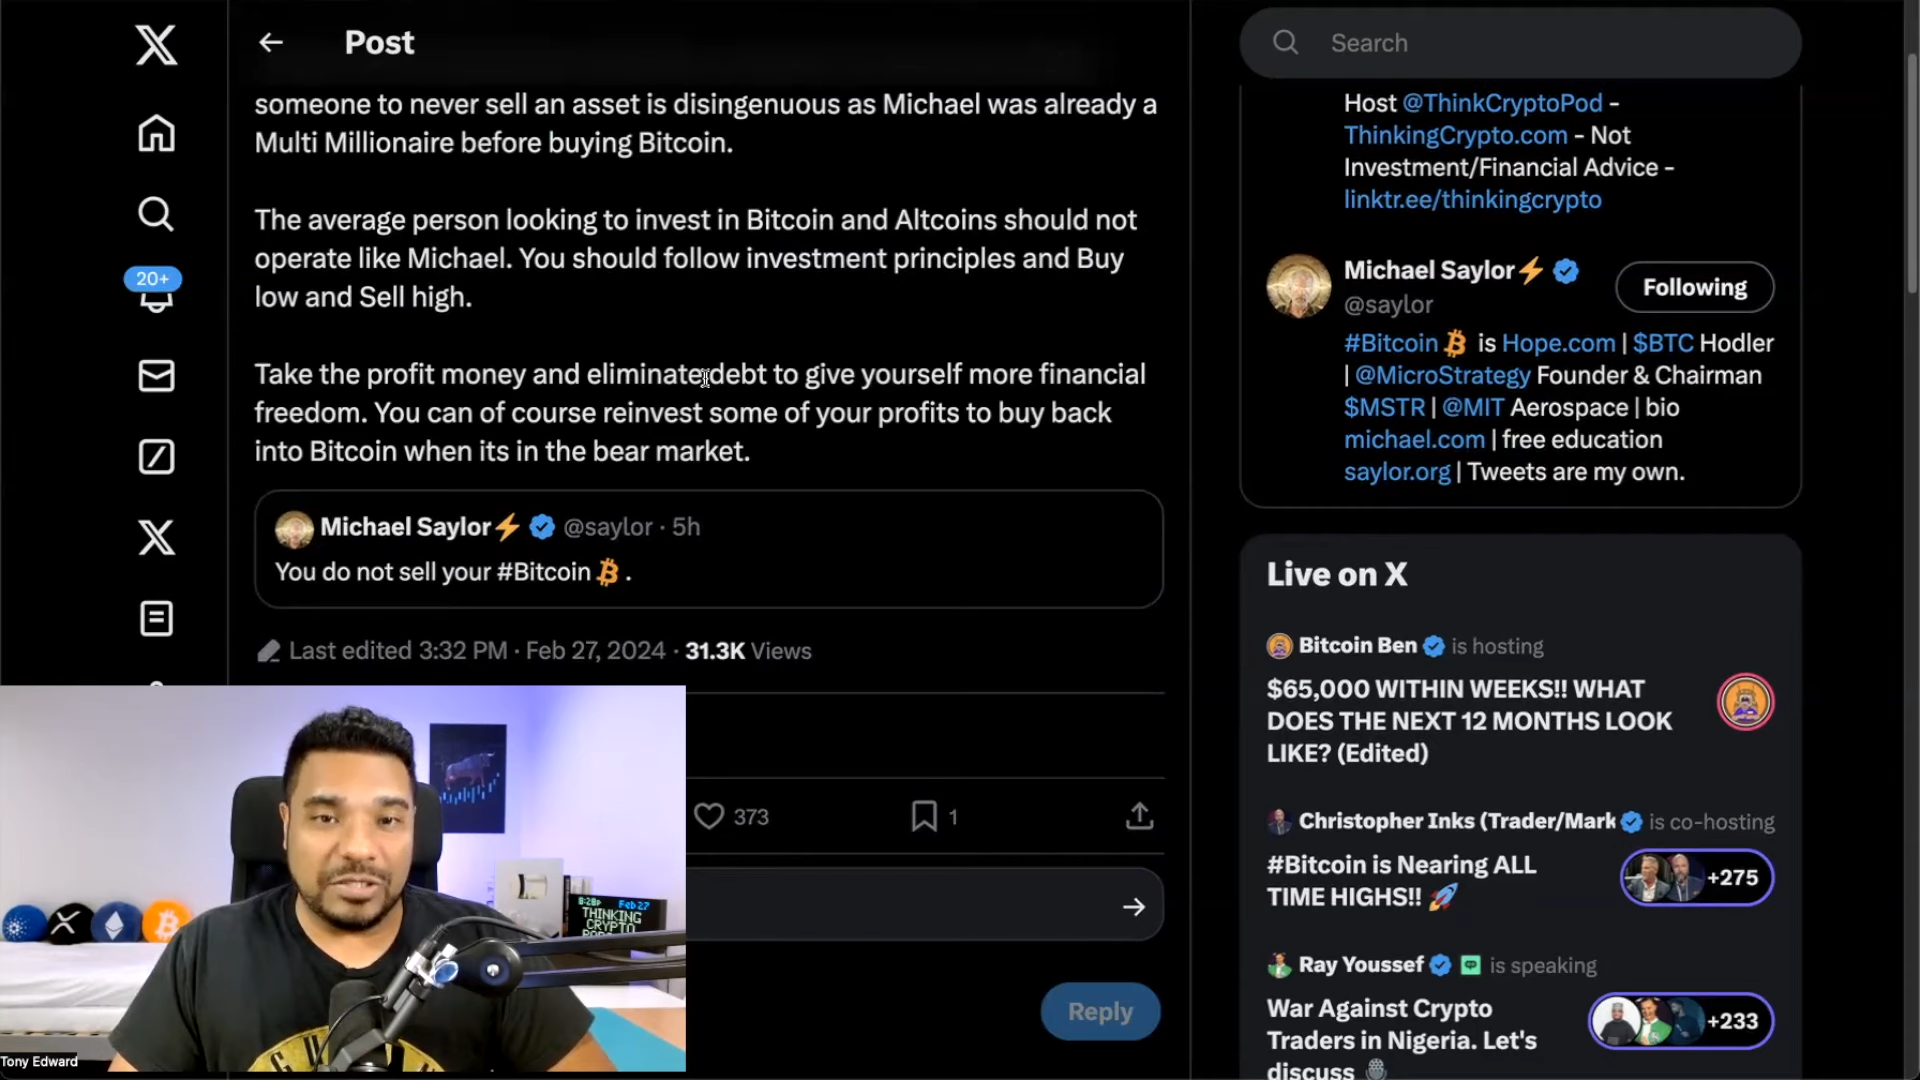 Post
someone to never sell an asset is disingenuous as Michael was already a
Multi Millionaire before buying Bitcoin.
The average person looking to invest in Bitcoin and Altcoins should not
operate like Michael. You should follow investment principles and Buy
low and Sell high.
Take the profit money and eliminate debt to give yourself more financial
freedom. You can of course reinvest some of your profits to buy back
into Bitcoin when its in the bear market.
Michael Saylor⚡ @saylor · 5h
You do not sell your #Bitcoin ₿ .
Last edited 3:32 PM · Feb 27, 2024 · 31.3K Views
373
1
Reply
20+
Search
Host @ThinkCryptoPod -
ThinkingCrypto.com - Not
Investment/Financial Advice -
linktr.ee/thinkingcrypto
Michael Saylor⚡
@saylor
Following
#Bitcoin ₿ is Hope.com | $BTC Hodler
| @MicroStrategy Founder & Chairman
$MSTR | @MIT Aerospace | bio
michael.com | free education
saylor.org | Tweets are my own.
Live on X
Bitcoin Ben is hosting
$65,000 WITHIN WEEKS!! WHAT
DOES THE NEXT 12 MONTHS LOOK
LIKE? (Edited)
Christopher Inks (Trader/Mark is co-hosting
#Bitcoin is Nearing ALL
TIME HIGHS!! 🚀
+275
Ray Youssef is speaking
War Against Crypto
Traders in Nigeria. Let's
discuss 🎙
+233
8:28p Feb 27
THINKING
CRYPTO
Tony Edward